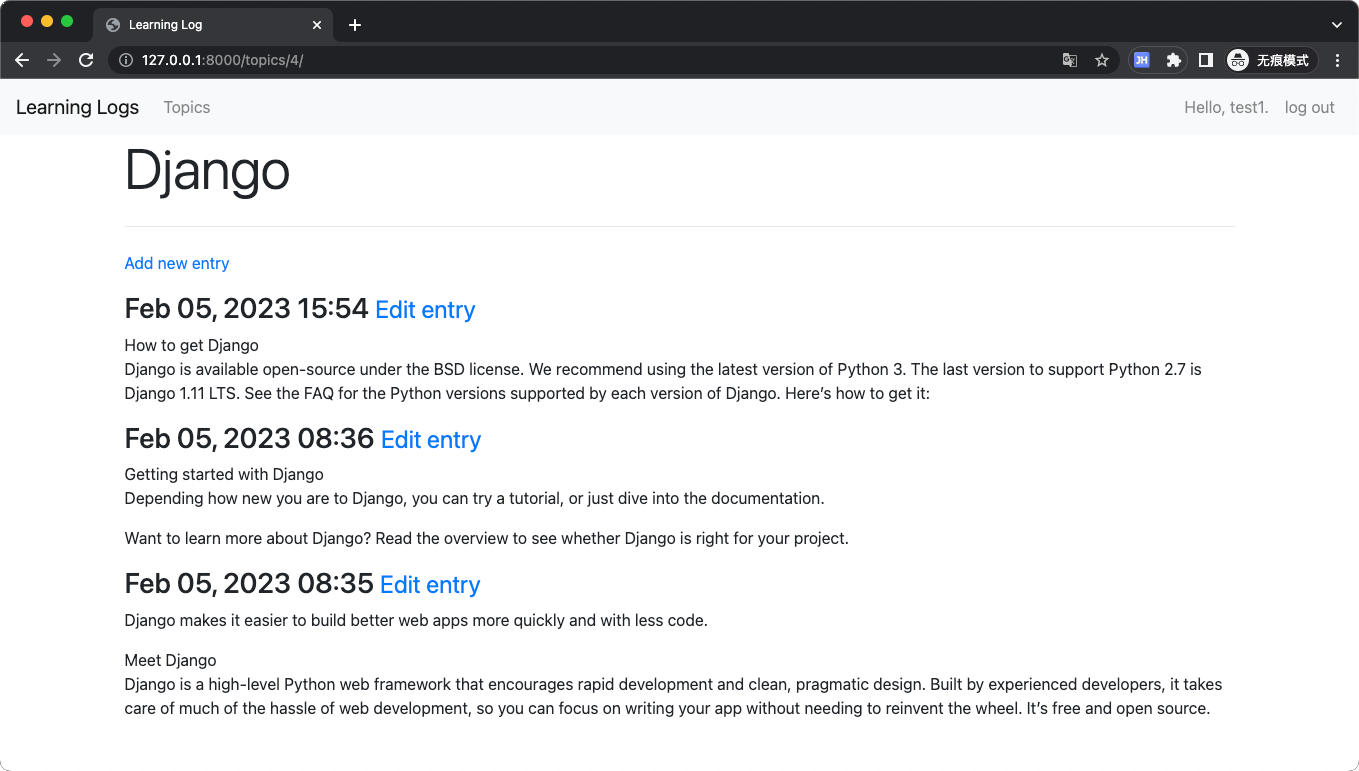 Learning Log
127.0.0.1:8000/topics/4/
JH
无痕模式
Learning Logs Topics Hello, test1. log out
Django
Add new entry
Feb 05, 2023 15:54 Edit entry
How to get Django
Django is available open-source under the BSD license. We recommend using the latest version of Python 3. The last version to support Python 2.7 is
Django 1.11 LTS. See the FAQ for the Python versions supported by each version of Django. Here’s how to get it:
Feb 05, 2023 08:36 Edit entry
Getting started with Django
Depending how new you are to Django, you can try a tutorial, or just dive into the documentation.
Want to learn more about Django? Read the overview to see whether Django is right for your project.
Feb 05, 2023 08:35 Edit entry
Django makes it easier to build better web apps more quickly and with less code.
Meet Django
Django is a high-level Python web framework that encourages rapid development and clean, pragmatic design. Built by experienced developers, it takes
care of much of the hassle of web development, so you can focus on writing your app without needing to reinvent the wheel. It’s free and open source.